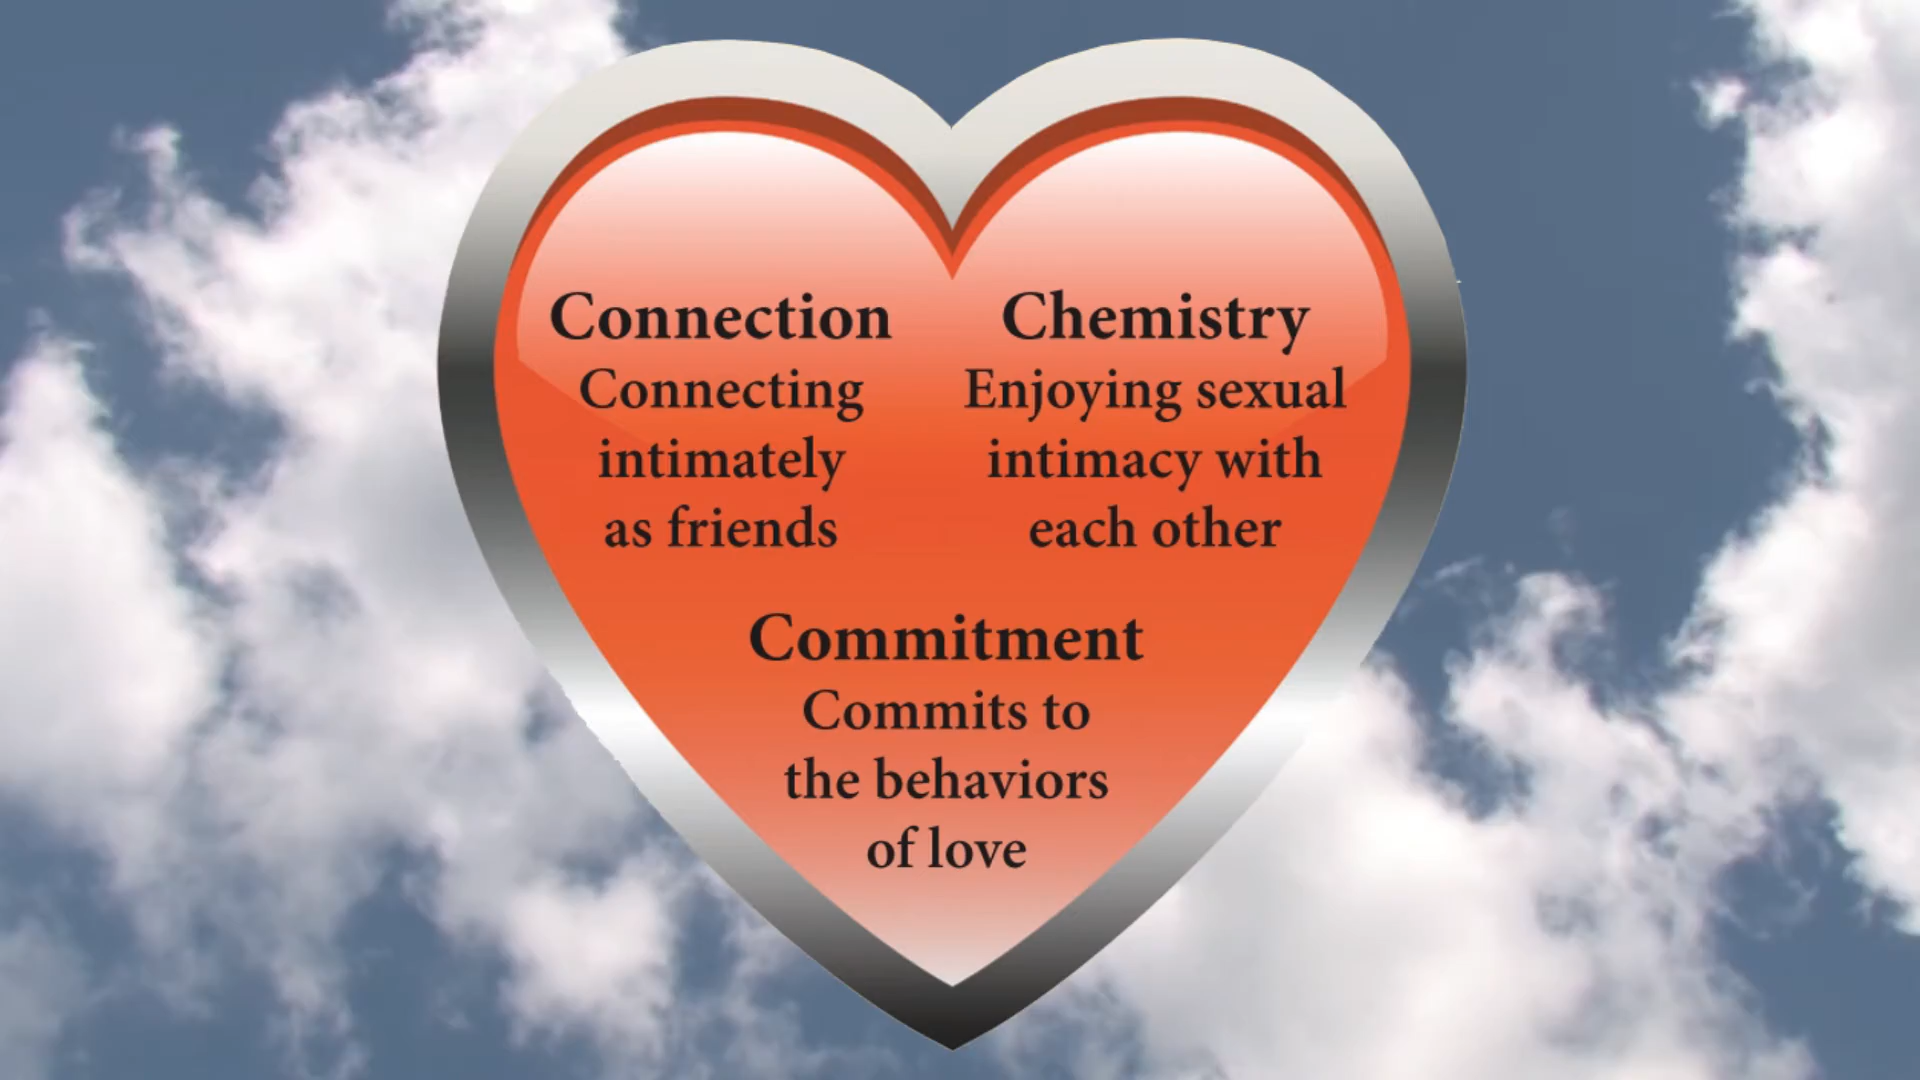 Connection
Connecting
intimately
as friends
Chemistry
Enjoying sexual
intimacy with
each other
Commitment
Commits to
the behaviors
of love